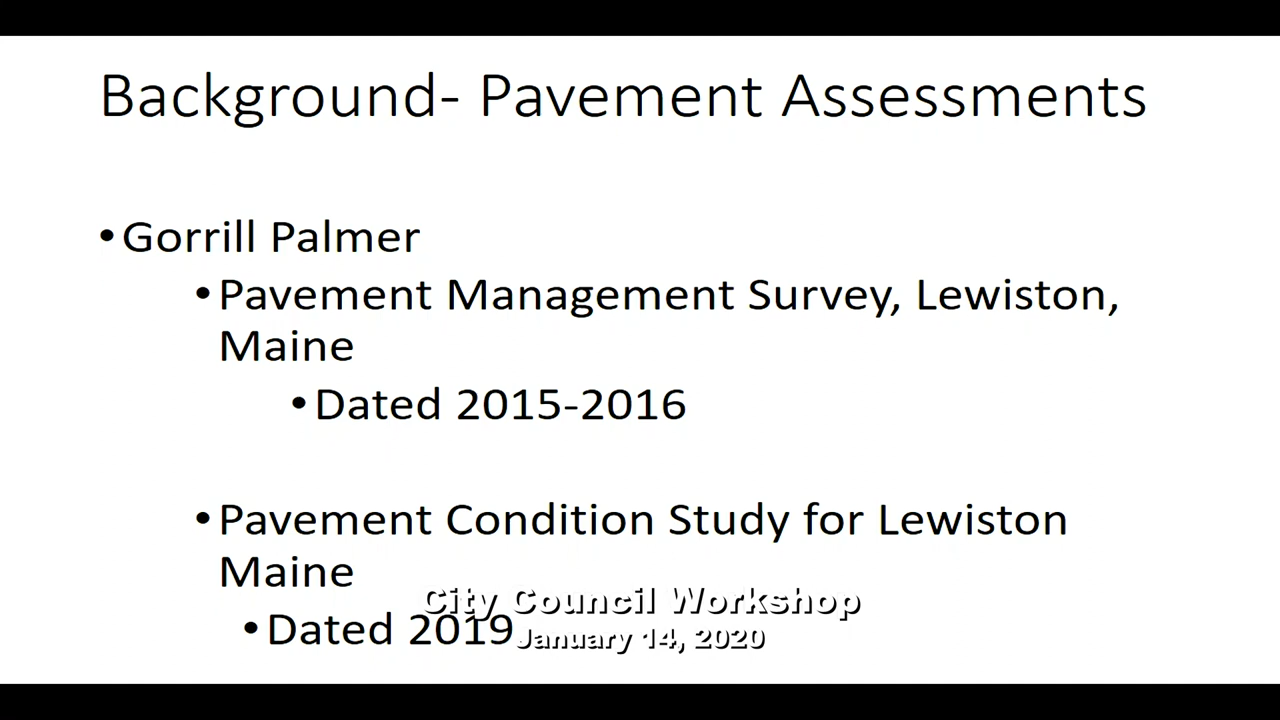 Background- Pavement Assessments
•Gorrill Palmer
•Pavement Management Survey, Lewiston,
Maine
•Dated 2015-2016
•Pavement Condition Study for Lewiston
Maine
•Dated 2019
City Council Workshop
January 14, 2020